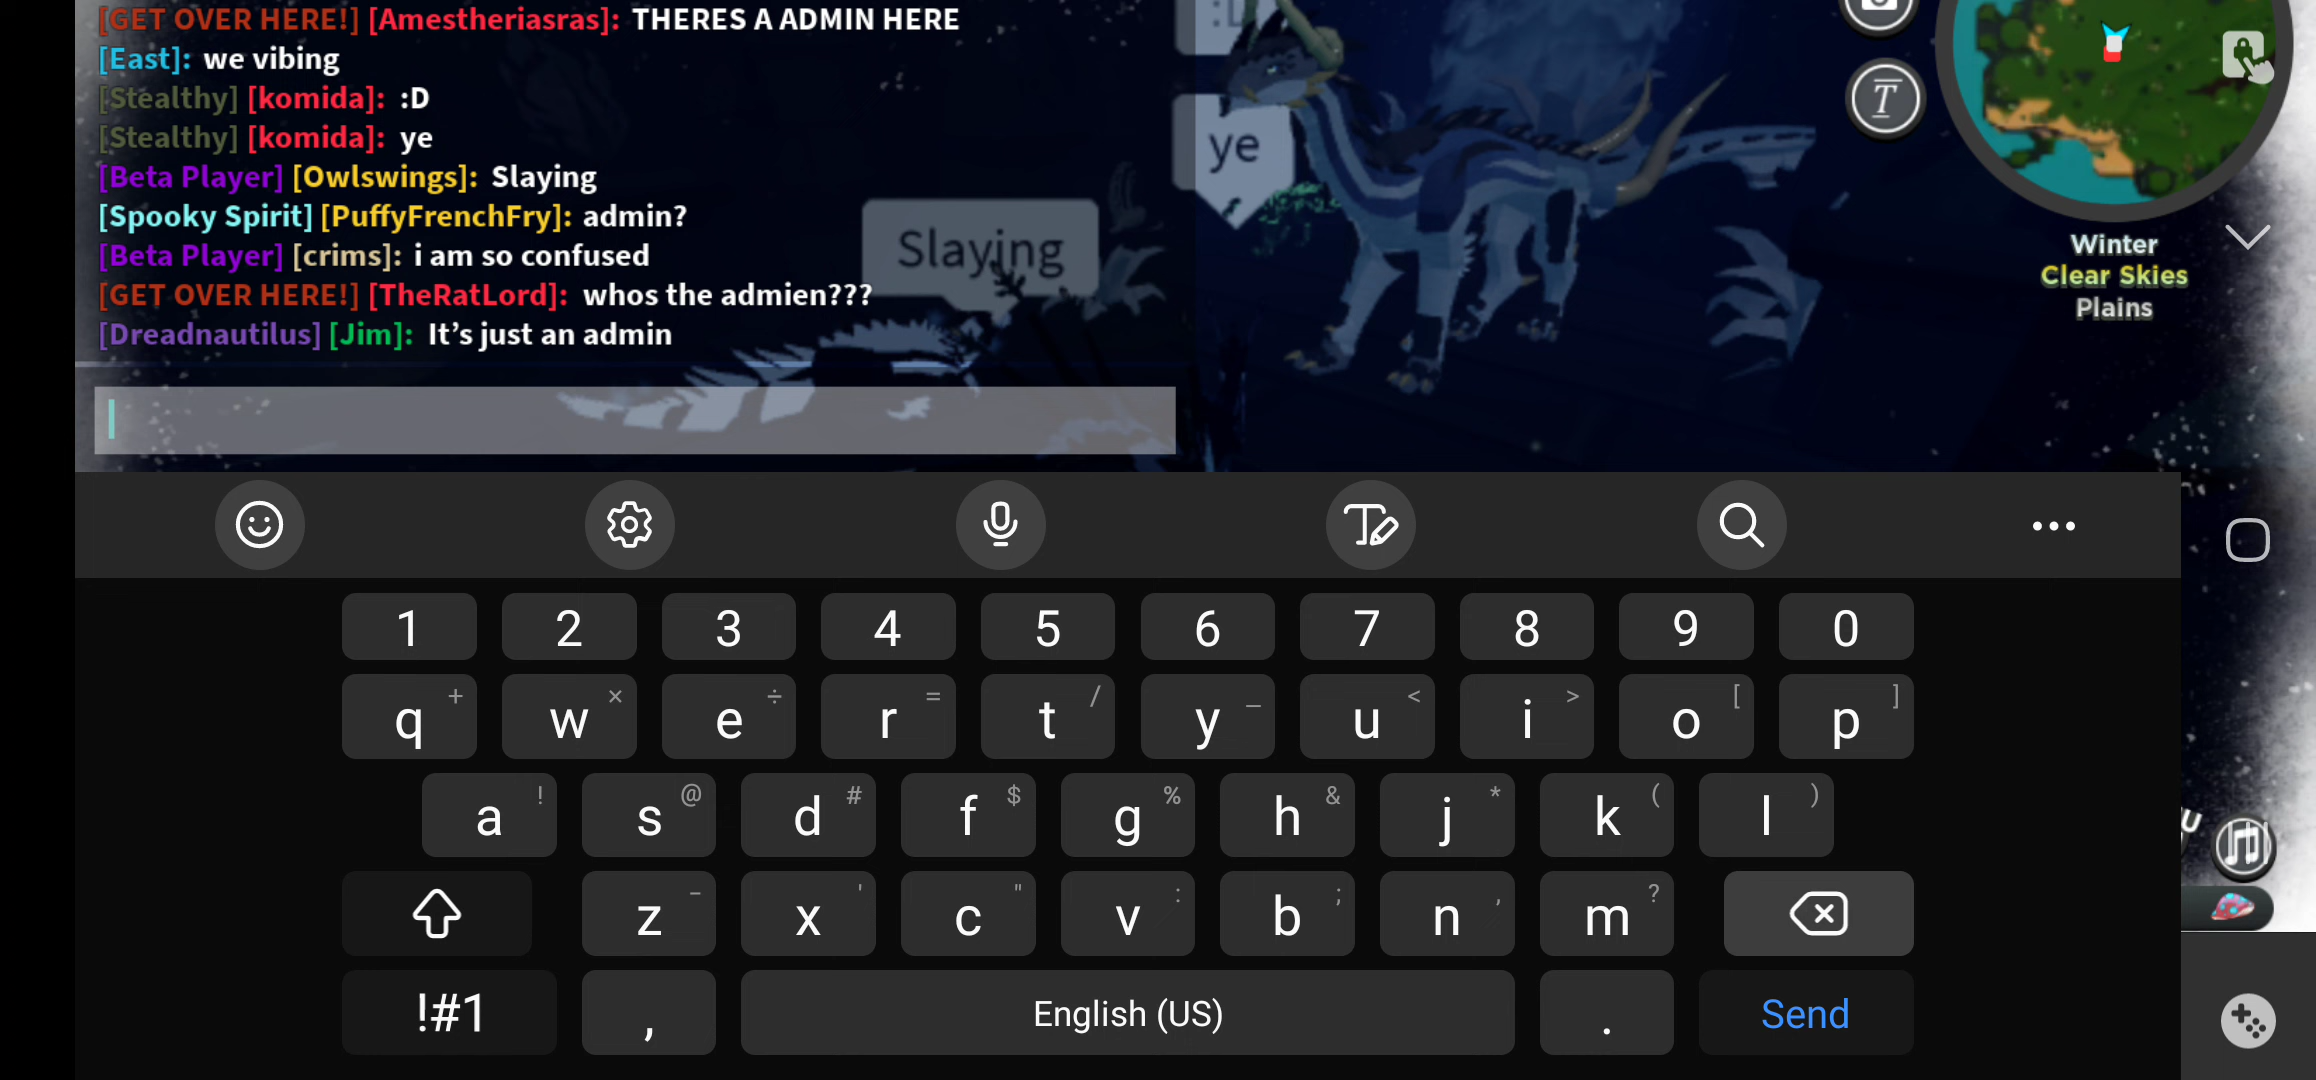 [GET OVER HERE!] [Amestheriasras]: THERES A ADMIN HERE
[East]: we vibing
[Stealthy] [komida]: :D
[Stealthy] [komida]: ye
[Beta Player] [Owlswings]: Slaying
[Spooky Spirit] [PuffyFrenchFry]: admin?
[Beta Player] [crims]: i am so confused
[GET OVER HERE!] [TheRatLord]: whos the admien???
[Dreadnautilus] [Jim]: It’s just an admin
:D
ye
Slaying
T
Winter
Clear Skies
Plains
1 2 3 4 5 6 7 8 9 0
q + w × e ÷ r = t / y _ u < i > o [ p ]
a ! s @ d # f $ g % h & j * k ( l )
z - x ' c " v : b ; n , m ?
!#1 , English (US) . Send